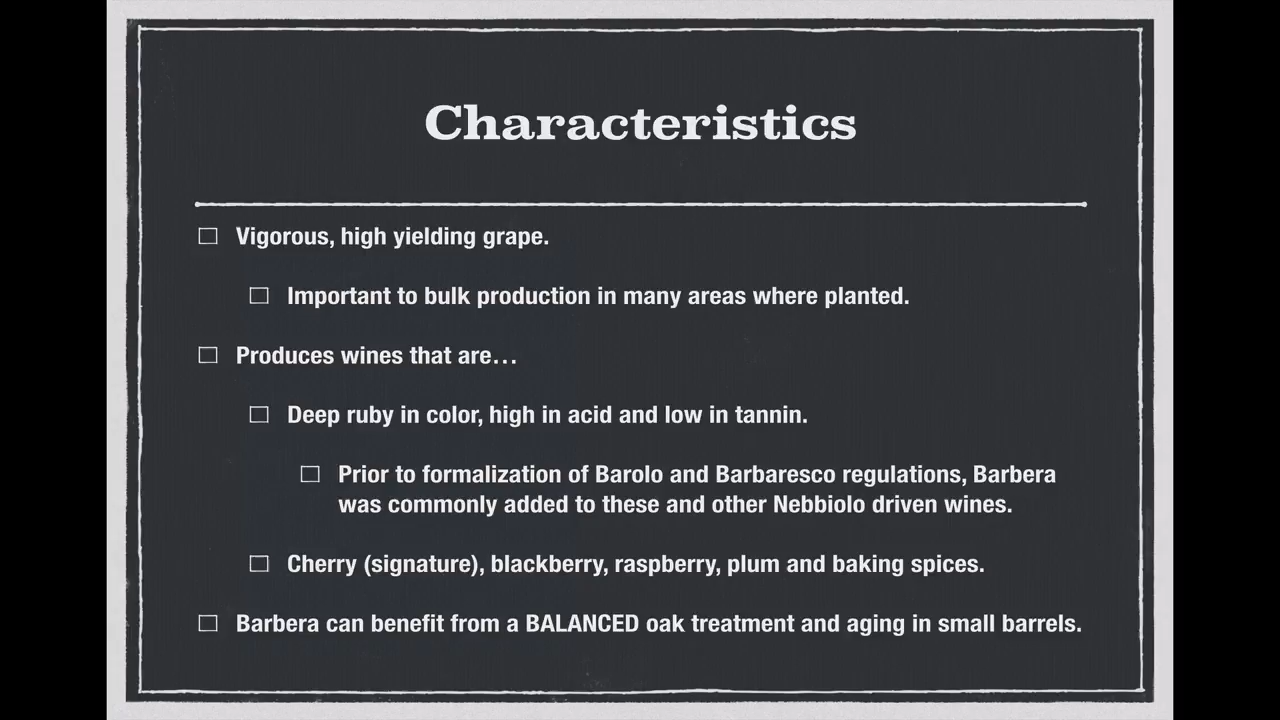 Characteristics
Vigorous, high yielding grape.
Important to bulk production in many areas where planted.
Produces wines that are…
Deep ruby in color, high in acid and low in tannin.
Prior to formalization of Barolo and Barbaresco regulations, Barbera
was commonly added to these and other Nebbiolo driven wines.
Cherry (signature), blackberry, raspberry, plum and baking spices.
Barbera can benefit from a BALANCED oak treatment and aging in small barrels.